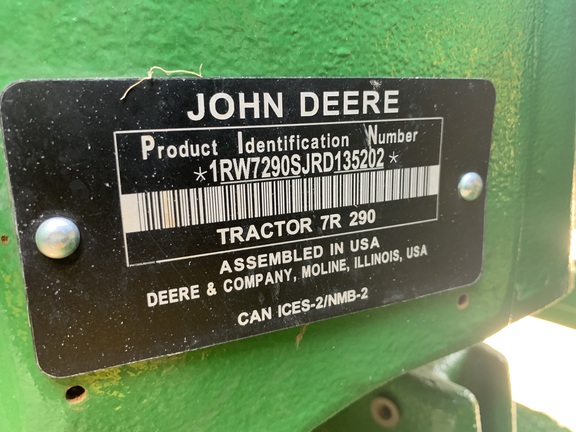 JOHN DEERE
Product Identification Number
*1RW7290SJRD135202*
TRACTOR 7R 290
ASSEMBLED IN USA
DEERE & COMPANY, MOLINE, ILLINOIS, USA
CAN ICES-2/NMB-2